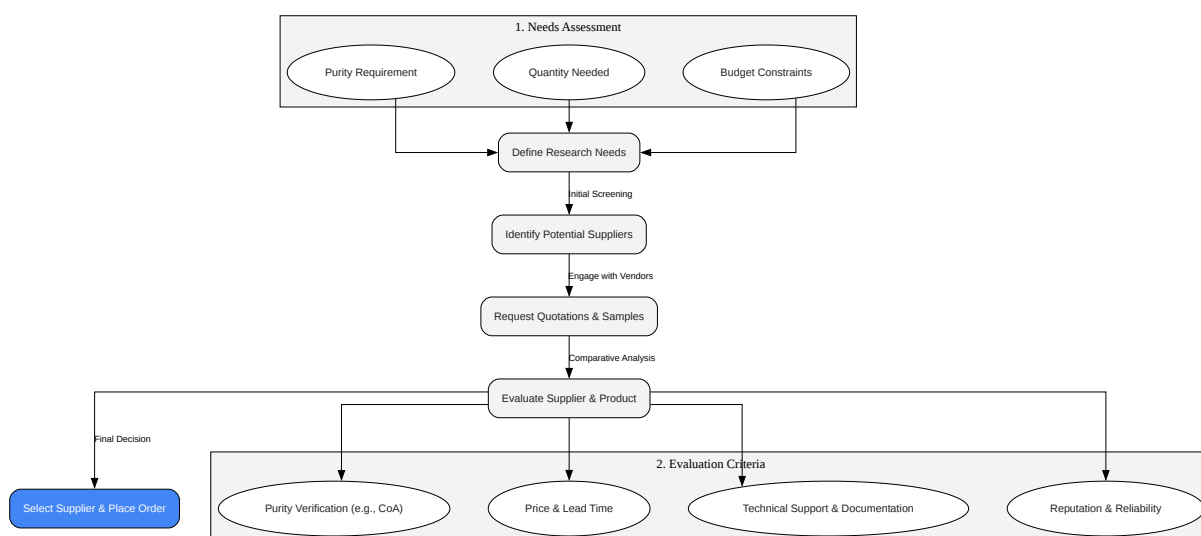 1. Needs Assessment
Purity Requirement
Quantity Needed
Budget Constraints
Define Research Needs
Initial Screening
Identify Potential Suppliers
Engage with Vendors
Request Quotations & Samples
Comparative Analysis
Evaluate Supplier & Product
Final Decision
2. Evaluation Criteria
Select Supplier & Place Order
Purity Verification (e.g., CoA)
Price & Lead Time
Technical Support & Documentation
Reputation & Reliability